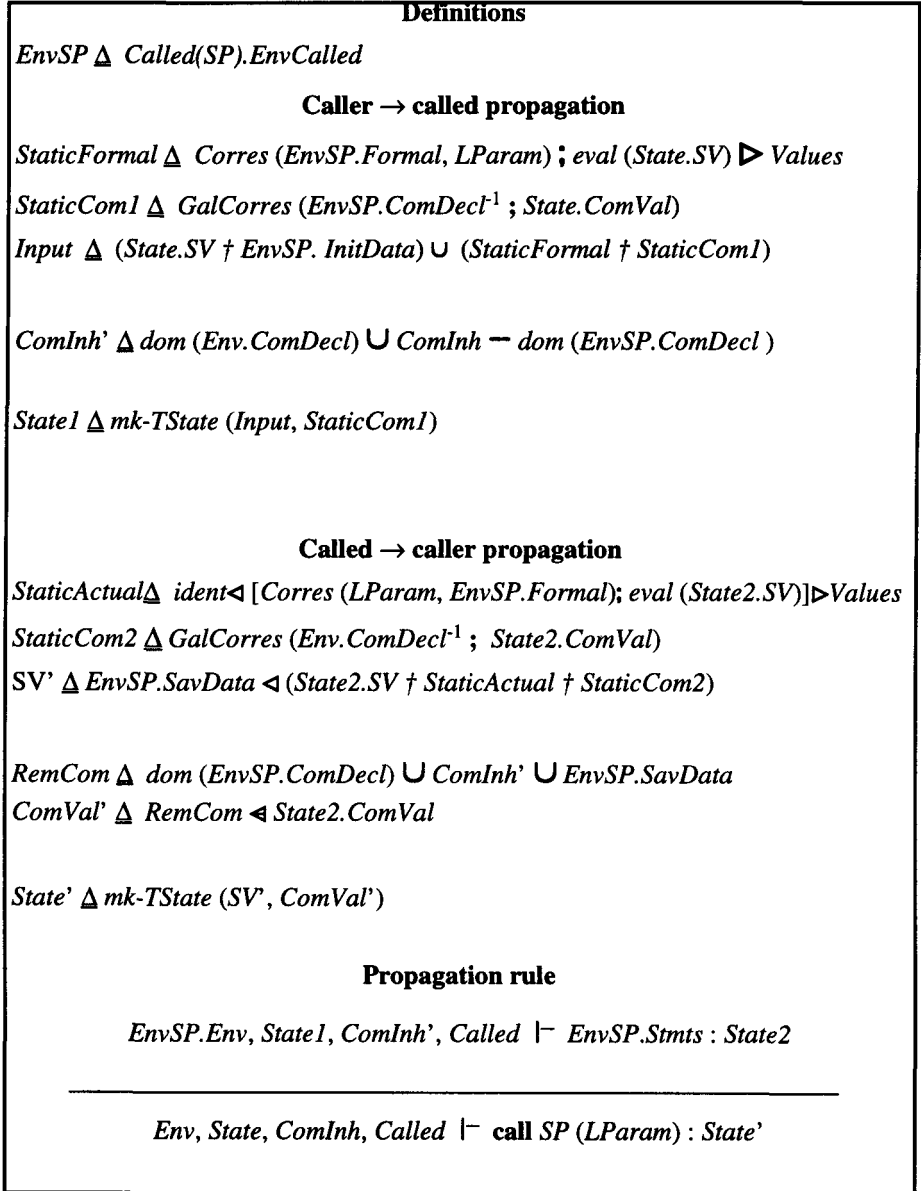 Definitions
EnvSP ≙ Called(SP).EnvCalled
Caller → called propagation
StaticFormal ≙ Corres (EnvSP.Formal, LParam) ; eval (State.SV) ▷ Values
StaticCom1 ≙ GalCorres (EnvSP.ComDecl⁻¹ ; State.ComVal)
Input ≙ (State.SV † EnvSP. InitData) ∪ (StaticFormal † StaticCom1)
ComInh’ ≙ dom (Env.ComDecl) ∪ ComInh − dom (EnvSP.ComDecl )
State1 ≙ mk-TState (Input, StaticCom1)
Called → caller propagation
StaticActual≙ ident⩤ [Corres (LParam, EnvSP.Formal); eval (State2.SV)]▷Values
StaticCom2 ≙ GalCorres (Env.ComDecl⁻¹ ; State2.ComVal)
SV’ ≙ EnvSP.SavData ◁ (State2.SV † StaticActual † StaticCom2)
RemCom ≙ dom (EnvSP.ComDecl) ∪ ComInh’ ∪ EnvSP.SavData
ComVal’ ≙ RemCom ⩤ State2.ComVal
State’ ≙ mk-TState (SV’, ComVal’)
Propagation rule
EnvSP.Env, State1, ComInh’, Called ⊢ EnvSP.Stmts : State2
Env, State, ComInh, Called ⊢ call SP (LParam) : State’